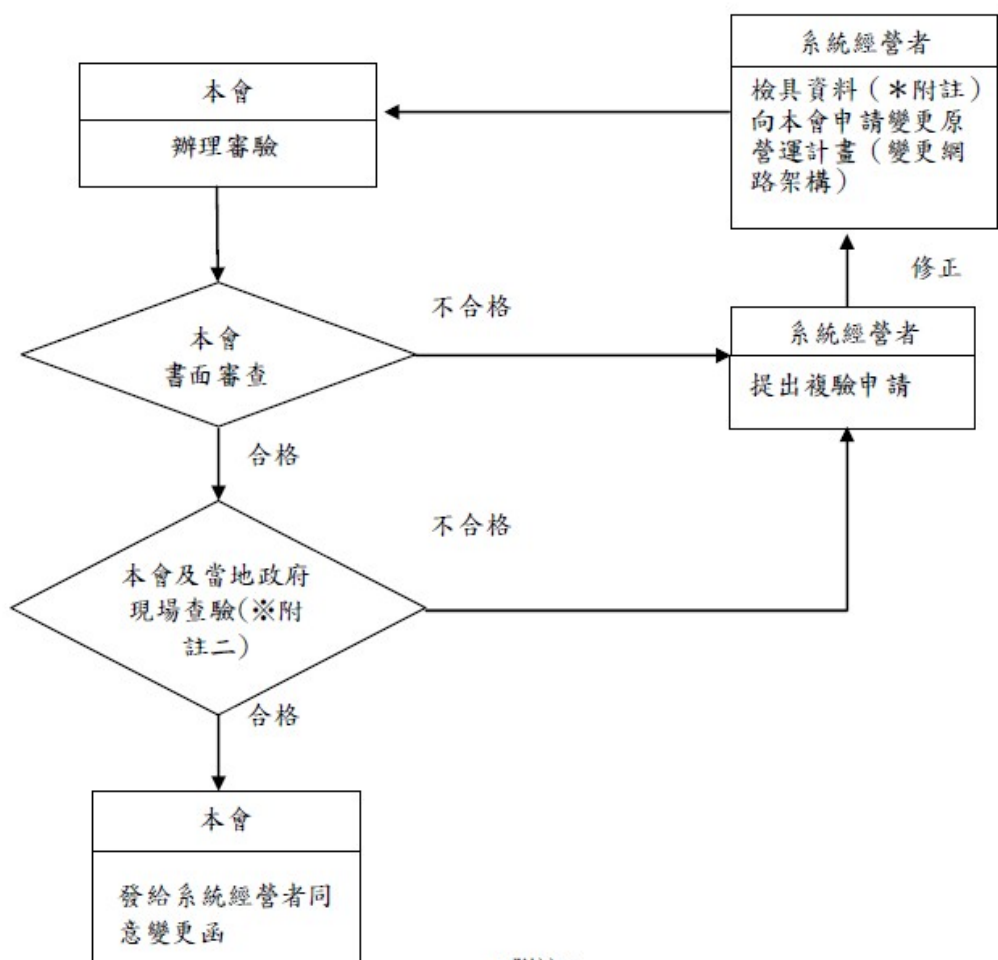 系統經營者
檢具資料（＊附註）
向本會申請變更原
營運計畫（變更網
路架構）
本會
辦理審驗
修正
不合格
本會
書面審查
系統經營者
提出複驗申請
合格
不合格
本會及當地政府
現場查驗(※附
註二)
合格
本會
發給系統經營者同
意變更函